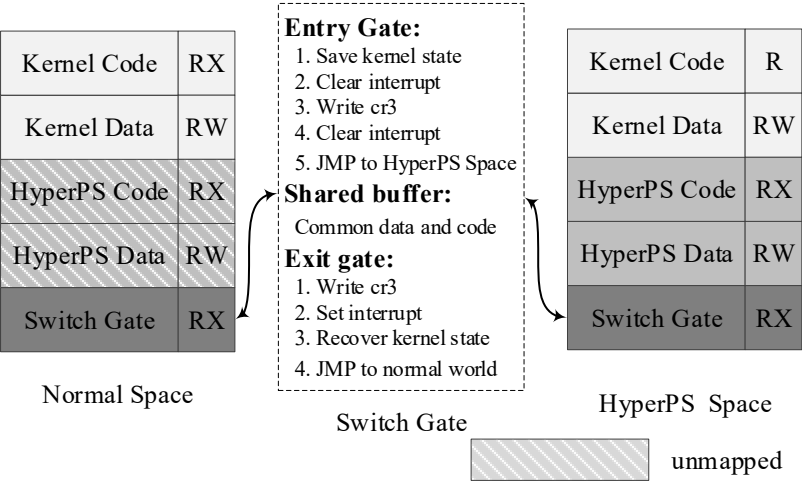 Kernel Code RX
Kernel Data RW
HyperPS Code RX
HyperPS Data RW
Switch Gate RX
Normal Space
Entry Gate:
1. Save kernel state
2. Clear interrupt
3. Write cr3
4. Clear interrupt
5. JMP to HyperPS Space
Shared buffer:
Common data and code
Exit gate:
1. Write cr3
2. Set interrupt
3. Recover kernel state
4. JMP to normal world
Switch Gate
Kernel Code R
Kernel Data RW
HyperPS Code RX
HyperPS Data RW
Switch Gate RX
HyperPS Space
unmapped